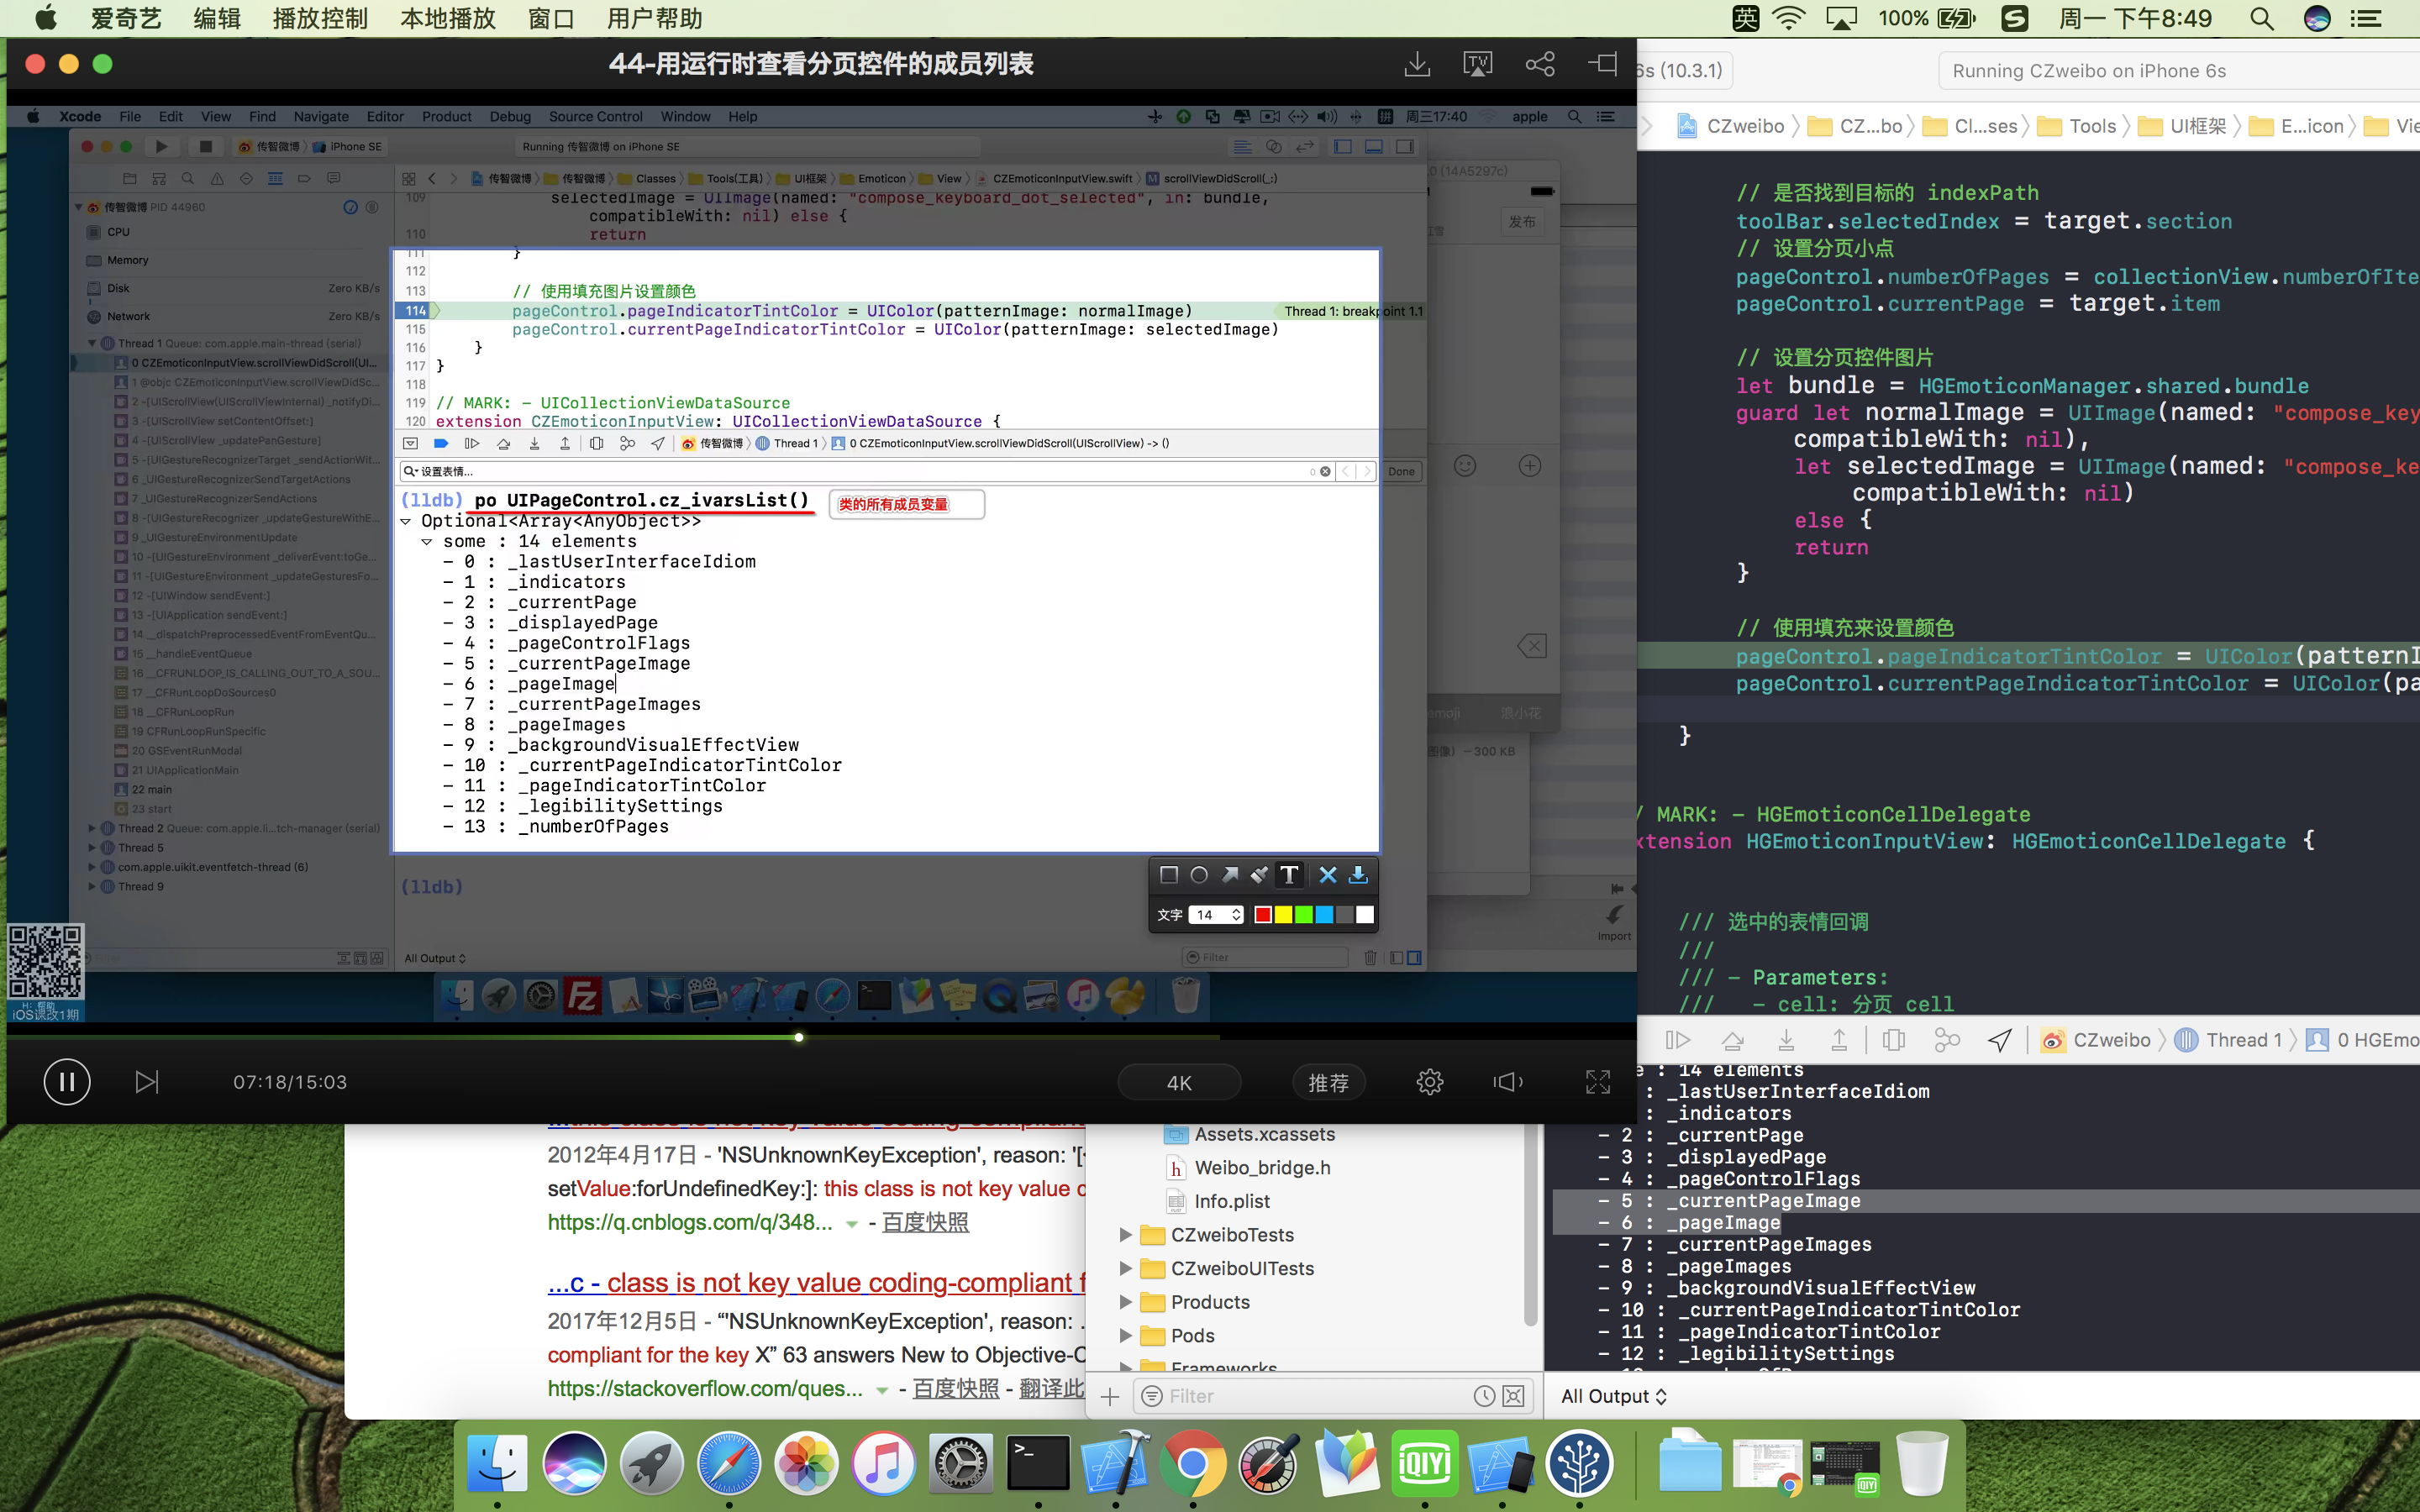 爱奇艺 编辑 播放控制 本地播放 窗口 用户帮助
英 100% 周一 下午8:49
44-用运行时查看分页控件的成员列表
Xcode File Edit View Find Navigate Editor Product Debug Source Control Window Help
周三17:40 apple
传智微博 iPhone SE
Running 传智微博 on iPhone SE
传智微博 传智微博 Classes Tools(工具) UI框架 Emoticon View CZEmoticonInputView.swift M scrollViewDidScroll(_:)
传智微博 PID 44960
CPU
Memory
Disk Zero KB/s
Network Zero KB/s
Thread 1 Queue: com.apple.main-thread (serial)
0 CZEmoticonInputView.scrollViewDidScroll(UI...
1 @objc CZEmoticonInputView.scrollViewDidSc...
2 -[UIScrollView(UIScrollViewInternal) _notifyDi...
3 -[UIScrollView setContentOffset:]
4 -[UIScrollView _updatePanGesture]
5 -[UIGestureRecognizerTarget _sendActionWit...
6 _UIGestureRecognizerSendTargetActions
7 _UIGestureRecognizerSendActions
8 -[UIGestureRecognizer _updateGestureWithE...
9 _UIGestureEnvironmentUpdate
10 -[UIGestureEnvironment _deliverEvent:toGe...
11 -[UIGestureEnvironment _updateGesturesFo...
12 -[UIWindow sendEvent:]
13 -[UIApplication sendEvent:]
14 __dispatchPreprocessedEventFromEventQu...
15 __handleEventQueue
16 __CFRUNLOOP_IS_CALLING_OUT_TO_A_SOU...
17 __CFRunLoopDoSources0
18 __CFRunLoopRun
19 CFRunLoopRunSpecific
20 GSEventRunModal
21 UIApplicationMain
22 main
23 start
Thread 2 Queue: com.apple.li...tch-manager (serial)
Thread 5
com.apple.uikit.eventfetch-thread (6)
Thread 9
109 selectedImage = UIImage(named: "compose_keyboard_dot_selected", in: bundle,
compatibleWith: nil) else {
110 return
111 }
112
113 // 使用填充图片设置颜色
114 pageControl.pageIndicatorTintColor = UIColor(patternImage: normalImage) Thread 1: breakpoint 1.1
115 pageControl.currentPageIndicatorTintColor = UIColor(patternImage: selectedImage)
116 }
117 }
118
119 // MARK: - UICollectionViewDataSource
120 extension CZEmoticonInputView: UICollectionViewDataSource {
传智微博 Thread 1 0 CZEmoticonInputView.scrollViewDidScroll(UIScrollView) -> ()
设置表情... 0 Done
(lldb) po UIPageControl.cz_ivarsList() 类的所有成员变量
Optional<Array<AnyObject>>
some : 14 elements
- 0 : _lastUserInterfaceIdiom
- 1 : _indicators
- 2 : _currentPage
- 3 : _displayedPage
- 4 : _pageControlFlags
- 5 : _currentPageImage
- 6 : _pageImage
- 7 : _currentPageImages
- 8 : _pageImages
- 9 : _backgroundVisualEffectView
- 10 : _currentPageIndicatorTintColor
- 11 : _pageIndicatorTintColor
- 12 : _legibilitySettings
- 13 : _numberOfPages
(lldb)
All Output
Filter
(14A5297c)
发布
浪小花
- 300 KB
Import
T
文字 14
iOS课改1期
07:18/15:03
4K 推荐
6s (10.3.1) Running CZweibo on iPhone 6s
CZweibo CZ...bo Cl...ses Tools UI框架 E...icon Vie
// 是否找到目标的 indexPath
toolBar.selectedIndex = target.section
// 设置分页小点
pageControl.numberOfPages = collectionView.numberOfIte
pageControl.currentPage = target.item
// 设置分页控件图片
let bundle = HGEmoticonManager.shared.bundle
guard let normalImage = UIImage(named: "compose_key
compatibleWith: nil),
let selectedImage = UIImage(named: "compose_ke
compatibleWith: nil)
else {
return
}
// 使用填充来设置颜色
pageControl.pageIndicatorTintColor = UIColor(patternI
pageControl.currentPageIndicatorTintColor = UIColor(pa
}
/ MARK: - HGEmoticonCellDelegate
xtension HGEmoticonInputView: HGEmoticonCellDelegate {
/// 选中的表情回调
///
/// - Parameters:
/// - cell: 分页 cell
CZweibo Thread 1 0 HGEmo
e : 14 elements
: _lastUserInterfaceIdiom
: _indicators
- 2 : _currentPage
- 3 : _displayedPage
- 4 : _pageControlFlags
- 5 : _currentPageImage
- 6 : _pageImage
- 7 : _currentPageImages
- 8 : _pageImages
- 9 : _backgroundVisualEffectView
- 10 : _currentPageIndicatorTintColor
- 11 : _pageIndicatorTintColor
- 12 : _legibilitySettings
All Output
2012年4月17日 - 'NSUnknownKeyException', reason: '[
setValue:forUndefinedKey:]: this class is not key value c
https://q.cnblogs.com/q/348... - 百度快照
...c - class is not key value coding-compliant f
2017年12月5日 - “'NSUnknownKeyException', reason: .
compliant for the key X” 63 answers New to Objective-C
https://stackoverflow.com/ques... - 百度快照 - 翻译此
Assets.xcassets
Weibo_bridge.h
Info.plist
CZweiboTests
CZweiboUITests
Products
Pods
Frameworks
Filter
QIYI